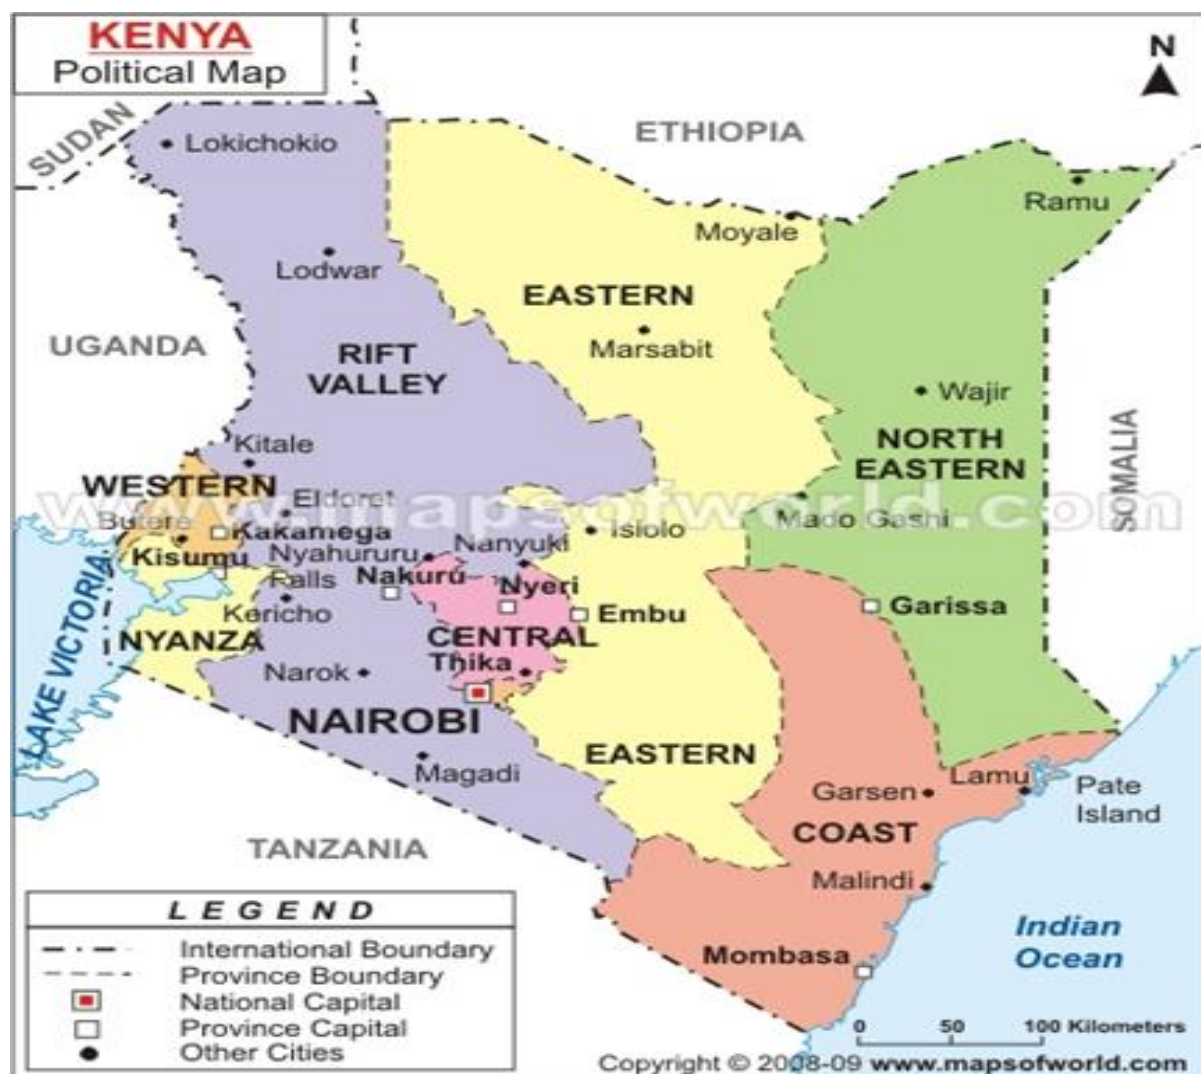 KENYA
Political Map
N
SUDAN
ETHIOPIA
Lokichokio
Ramu
Moyale
Lodwar
EASTERN
UGANDA
Marsabit
RIFT
VALLEY
Wajir
Kitale
NORTH
EASTERN
SOMALIA
WESTERN
Eldoret
www.mapsofworld.com
Butere
Kakamega
Isiolo
Mado Gashi
Kisumu
Nyahururu
Falls
Nanyuki
Nakuru
Nyeri
Kericho
Embu
Garissa
LAKE VICTORIA
NYANZA
CENTRAL
Narok
Thika
NAIROBI
EASTERN
Magadi
Lamu
Pate
Island
Garsen
COAST
TANZANIA
Malindi
Indian
Ocean
Mombasa
LEGEND
International Boundary
Province Boundary
National Capital
Province Capital
Other Cities
0 50 100 Kilometers
Copyright © 2008-09 www.mapsofworld.com